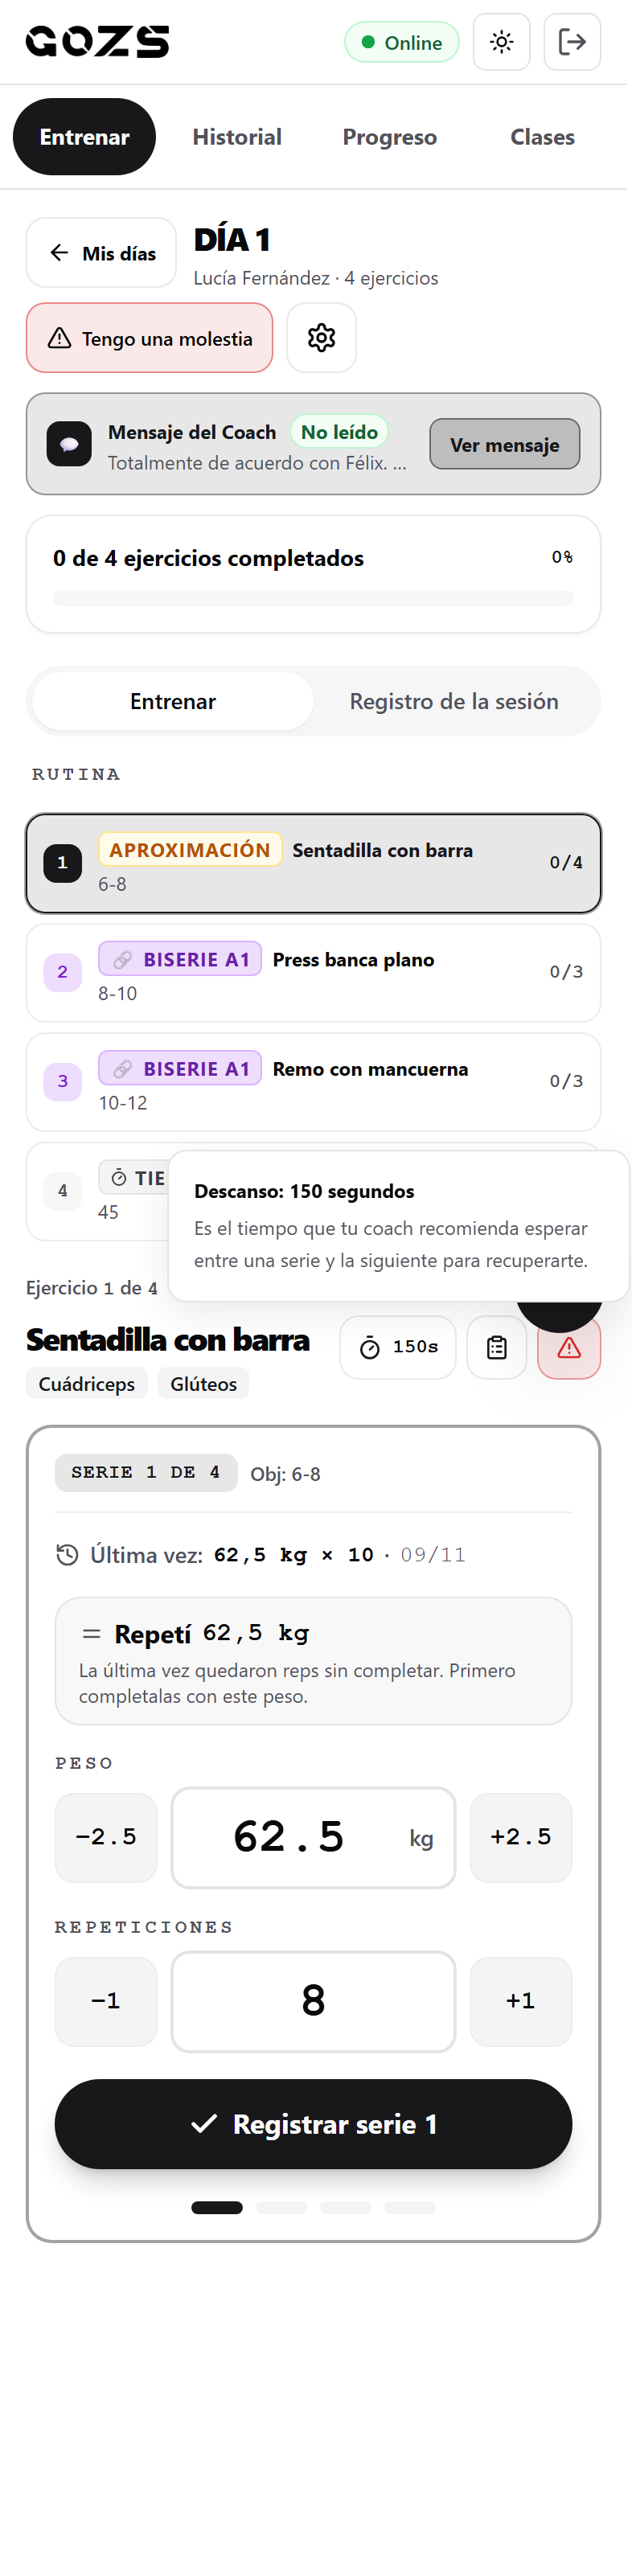 GOZS
Online
Entrenar
Historial
Progreso
Clases
Mis días
DÍA 1
Lucía Fernández · 4 ejercicios
Tengo una molestia
Mensaje del Coach
No leído
Totalmente de acuerdo con Félix. ...
Ver mensaje
0 de 4 ejercicios completados
0%
Entrenar
Registro de la sesión
RUTINA
1
APROXIMACIÓN Sentadilla con barra
6-8
0/4
2
BISERIE A1 Press banca plano
8-10
0/3
3
BISERIE A1 Remo con mancuerna
10-12
0/3
4
TIE
45
Descanso: 150 segundos
Es el tiempo que tu coach recomienda esperar
entre una serie y la siguiente para recuperarte.
Ejercicio 1 de 4
Sentadilla con barra
150s
Cuádriceps
Glúteos
SERIE 1 DE 4
Obj: 6-8
Última vez: 62,5 kg × 10 · 09/11
= Repetí 62,5 kg
La última vez quedaron reps sin completar. Primero
completalas con este peso.
PESO
−2.5
62.5
kg
+2.5
REPETICIONES
−1
8
+1
Registrar serie 1